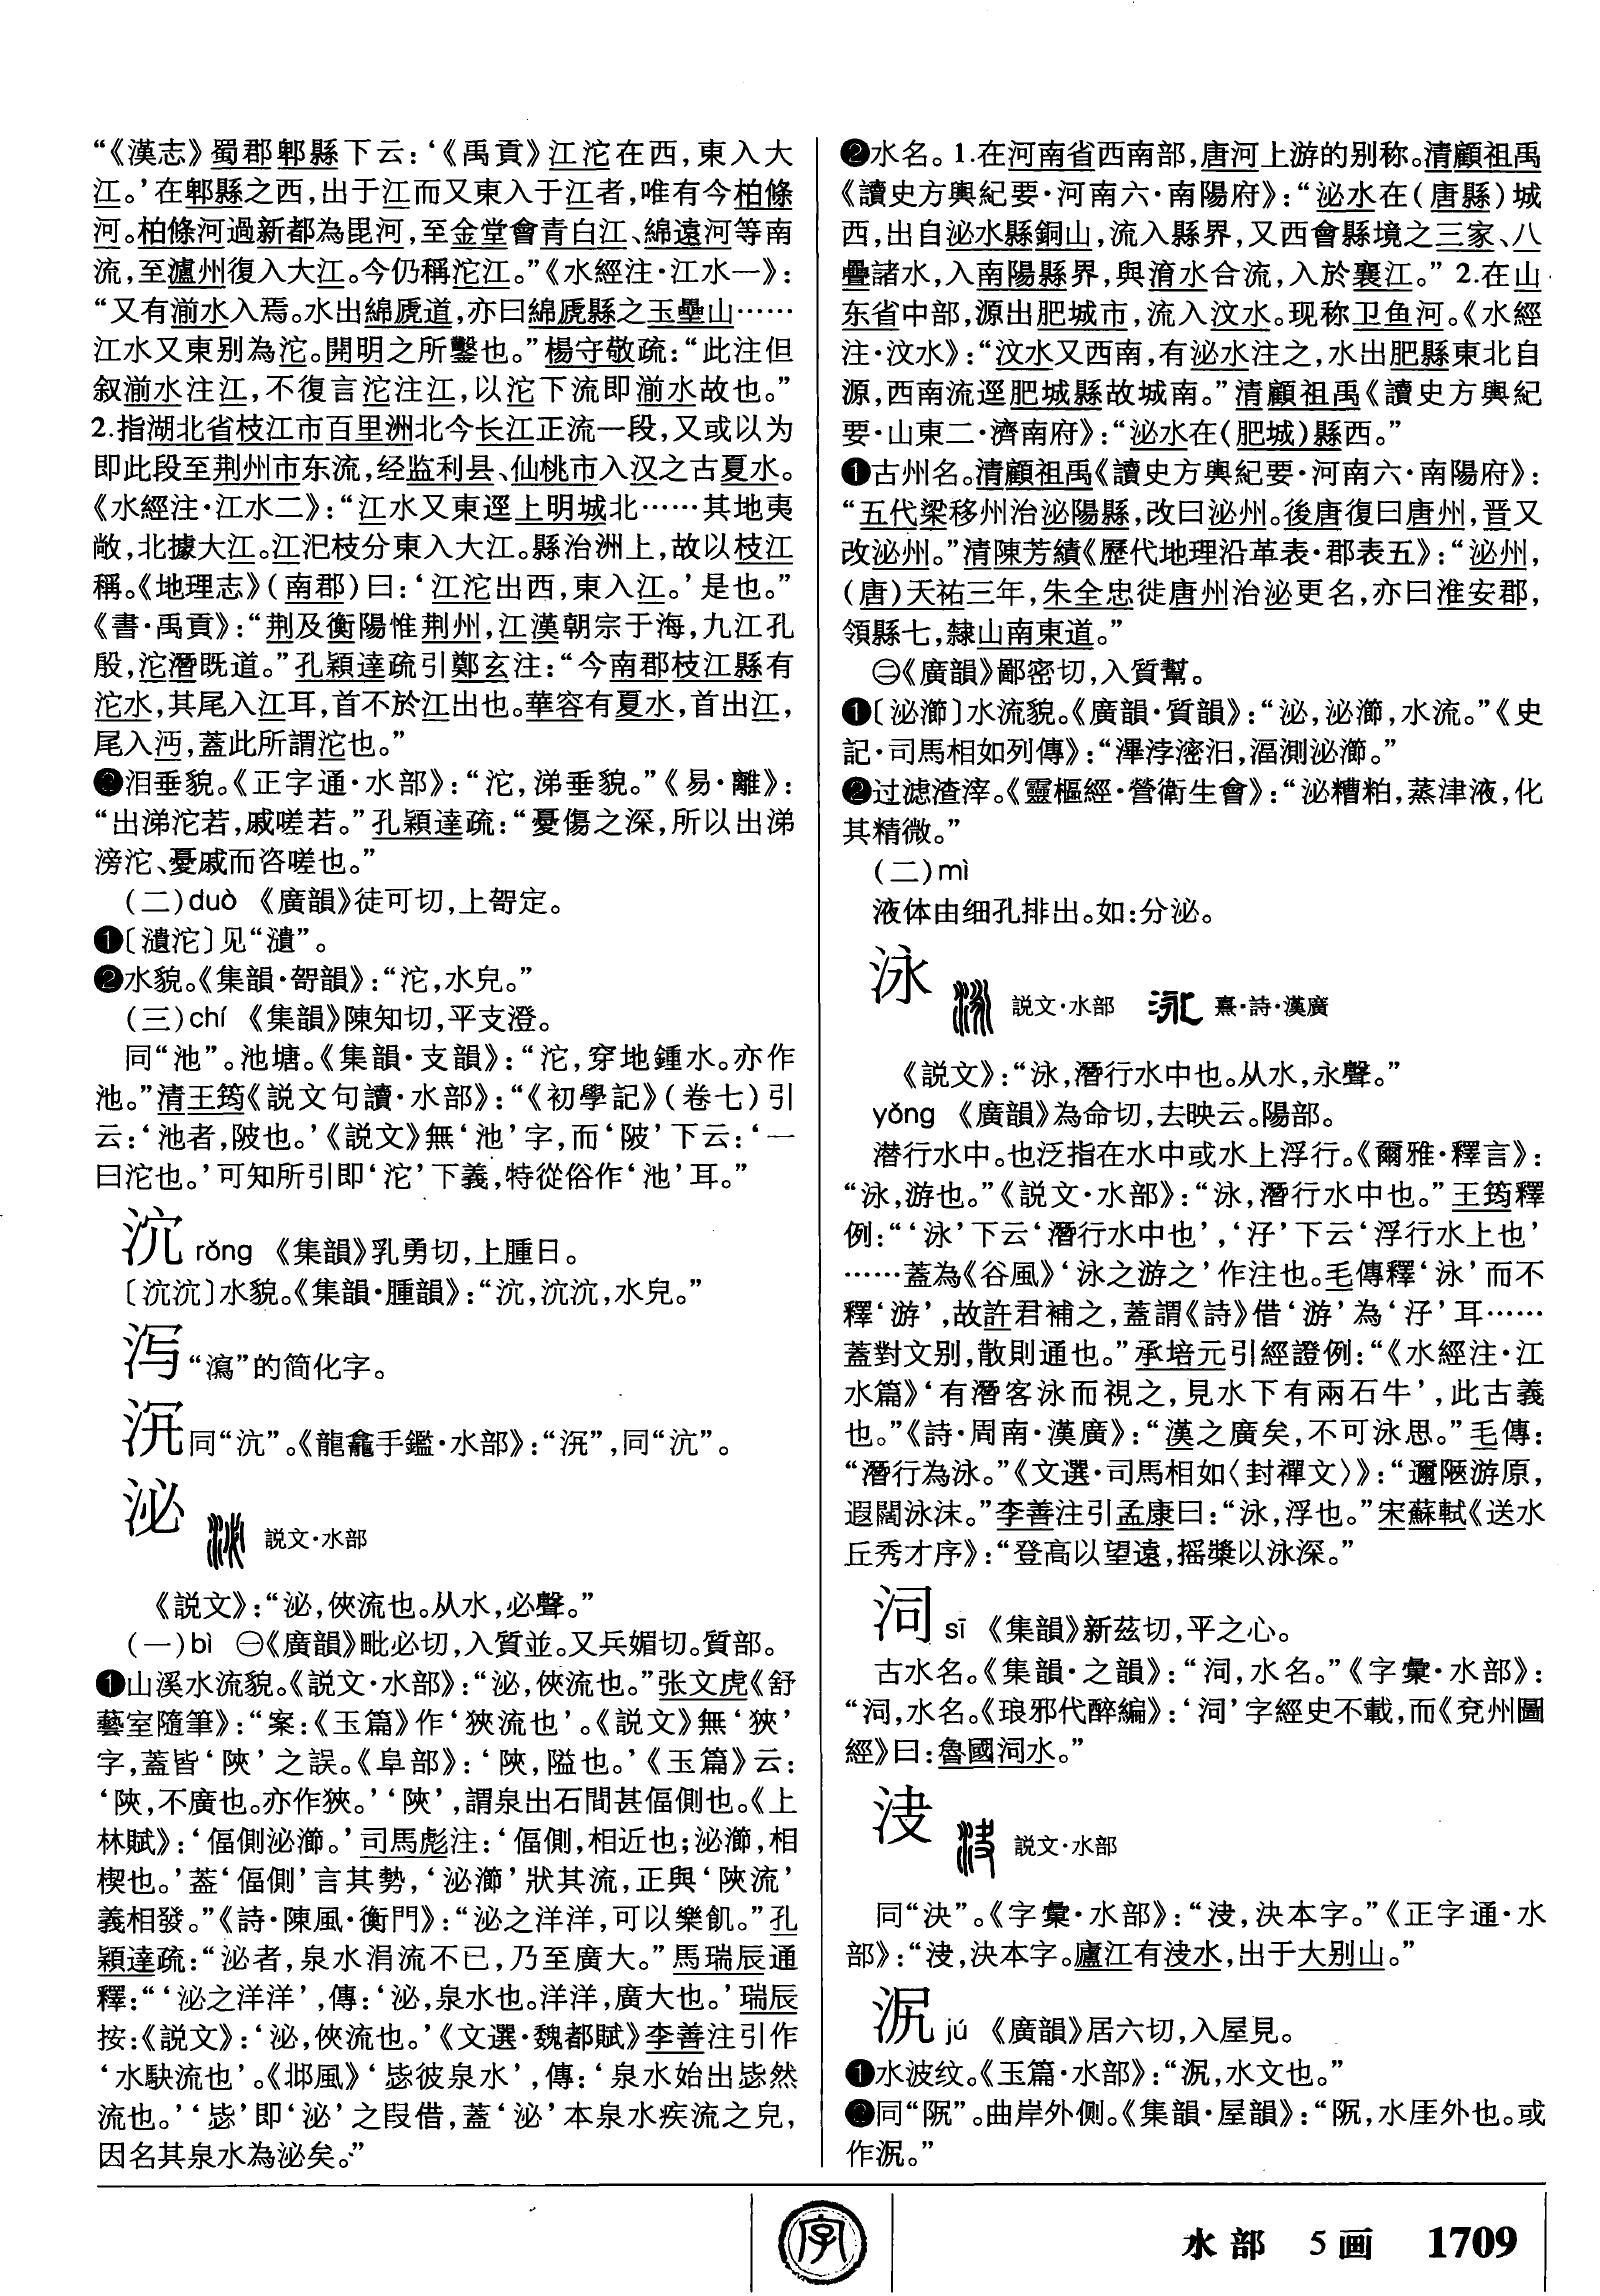 “《漢志》蜀郡郫縣下云：‘《禹貢》江沱在西，東入大
江。’在郫縣之西，出于江而又東入于江者，唯有今柏條
河。柏條河過新都為毘河，至金堂會青白江、綿遠河等南
流，至瀘州復入大江。今仍稱沱江。”《水經注·江水一》：
“又有湔水入焉。水出綿虒道，亦曰綿虒縣之玉壘山……
江水又東别為沱。開明之所鑿也。”楊守敬疏：“此注但
叙湔水注江，不復言沱注江，以沱下流即湔水故也。”
2.指湖北省枝江市百里洲北今长江正流一段，又或以为
即此段至荆州市东流，经监利县、仙桃市入汉之古夏水。
《水經注·江水二》：“江水又東逕上明城北……其地夷
敞，北據大江。江汜枝分東入大江。縣治洲上，故以枝江
稱。《地理志》（南郡）曰：‘江沱出西，東入江。’是也。”
《書·禹貢》：“荆及衡陽惟荆州，江漢朝宗于海，九江孔
殷，沱潛既道。”孔穎達疏引鄭玄注：“今南郡枝江縣有
沱水，其尾入江耳，首不於江出也。華容有夏水，首出江，
尾入沔，蓋此所謂沱也。”
❸泪垂貌。《正字通·水部》：“沱，涕垂貌。”《易·離》：
“出涕沱若，戚嗟若。”孔穎達疏：“憂傷之深，所以出涕
滂沱、憂戚而咨嗟也。”
（二）duò 《廣韻》徒可切，上哿定。
❶〔瀢沱〕见“瀢”。
❷水貌。《集韻·哿韻》：“沱，水皃。”
（三）chí 《集韻》陳知切，平支澄。
同“池”。池塘。《集韻·支韻》：“沱，穿地鍾水。亦作
池。”清王筠《説文句讀·水部》：“《初學記》（卷七）引
云：‘池者，陂也。’《説文》無‘池’字，而‘陂’下云：‘一
曰沱也。’可知所引即‘沱’下義，特從俗作‘池’耳。”
㲽 rǒng 《集韻》乳勇切，上腫日。
〔㲽㲽〕水貌。《集韻·腫韻》：“㲽，㲽㲽，水皃。”
泻“瀉”的简化字。
同“㲽”。《龍龕手鑑·水部》：
泌 説文·水部
《説文》：“泌，俠流也。从水，必聲。”
（一）bì ㊀《廣韻》毗必切，入質並。又兵媚切。質部。
❶山溪水流貌。《説文·水部》：“泌，俠流也。”张文虎《舒
藝室隨筆》：“案：《玉篇》作‘狹流也’。《説文》無‘狹’
字，蓋皆‘陜’之誤。《阜部》：‘陜，隘也。’《玉篇》云：
‘陜，不廣也。亦作狹。’‘陜’，謂泉出石間甚偪側也。《上
林賦》：‘偪側泌瀄。’司馬彪注：‘偪側，相近也；泌瀄，相
楔也。’蓋‘偪側’言其勢，‘泌瀄’狀其流，正與‘陜流’
義相發。”《詩·陳風·衡門》：“泌之洋洋，可以樂飢。”孔
穎達疏：“泌者，泉水涓流不已，乃至廣大。”馬瑞辰通
釋：“‘泌之洋洋’，傳：‘泌，泉水也。洋洋，廣大也。’瑞辰
按：《説文》：‘泌，俠流也。’《文選·魏都賦》李善注引作
‘水駃流也’。《邶風》‘毖彼泉水’，傳：‘泉水始出毖然
流也。’‘毖’即‘泌’之叚借，蓋‘泌’本泉水疾流之皃，
因名其泉水為泌矣。”
❷水名。1.在河南省西南部，唐河上游的别称。清顧祖禹
《讀史方輿紀要·河南六·南陽府》：“泌水在（唐縣）城
西，出自泌水縣銅山，流入縣界，又西會縣境之三家、八
疊諸水，入南陽縣界，與淯水合流，入於襄江。”2.在山
东省中部，源出肥城市，流入汶水。现称卫鱼河。《水經
注·汶水》：“汶水又西南，有泌水注之，水出肥縣東北自
源，西南流逕肥城縣故城南。”清顧祖禹《讀史方輿紀
要·山東二·濟南府》：“泌水在（肥城）縣西。”
❶古州名。清顧祖禹《讀史方輿紀要·河南六·南陽府》：
“五代梁移州治泌陽縣，改曰泌州。後唐復曰唐州，晋又
改泌州。”清陳芳績《歷代地理沿革表·郡表五》：“泌州，
（唐）天祐三年，朱全忠徙唐州治泌更名，亦曰淮安郡，
領縣七，隸山南東道。”
㊁《廣韻》鄙密切，入質幫。
❶〔泌瀄〕水流貌。《廣韻·質韻》：“泌，泌瀄，水流。”《史
記·司馬相如列傳》：“滭浡滵汩，湢測泌瀄。”
❷过滤渣滓。《靈樞經·營衛生會》：“泌糟粕，蒸津液，化
其精微。”
（二）mì
液体由细孔排出。如：分泌。
泳 説文·水部 熹·詩·漢廣
《説文》：“泳，潛行水中也。从水，永聲。”
yǒng 《廣韻》為命切，去映云。陽部。
潜行水中。也泛指在水中或水上浮行。《爾雅·釋言》：
“泳，游也。”《説文·水部》：“泳，潛行水中也。”王筠釋
例：“‘泳’下云‘潛行水中也’，‘汓’下云‘浮行水上也’
……蓋為《谷風》‘泳之游之’作注也。毛傳釋‘泳’而不
釋‘游’，故許君補之，蓋謂《詩》借‘游’為‘汓’耳……
蓋對文别，散則通也。”承培元引經證例：“《水經注·江
水篇》‘有潛客泳而視之，見水下有兩石牛’，此古義
也。”《詩·周南·漢廣》：“漢之廣矣，不可泳思。”毛傳：
“潛行為泳。”《文選·司馬相如〈封禪文〉》：“邇陿游原，
遐闊泳沫。”李善注引孟康曰：“泳，浮也。”宋蘇軾《送水
丘秀才序》：“登高以望遠，摇槳以泳深。”
泀 sī 《集韻》新茲切，平之心。
古水名。《集韻·之韻》：“泀，水名。”《字彙·水部》：
“泀，水名。《琅邪代醉編》：‘泀’字經史不載，而《兗州圖
經》曰：魯國泀水。”
説文·水部
同“決”。《字彙·水部》：決本字。”《正字通·水
部》：決本字。廬江有 出于大别山。”
泦 jú 《廣韻》居六切，入屋見。
❶水波纹。《玉篇·水部》：“泦，水文也。”
❷同“阠”。曲岸外侧。《集韻·屋韻》：水厓外也。或
作泦。”
水部 5画 1709